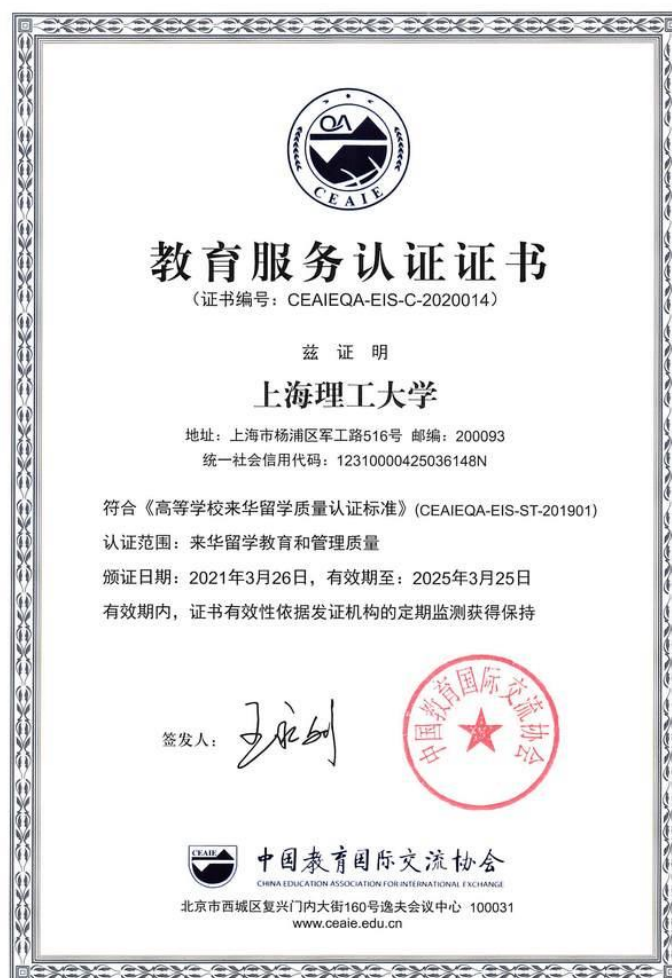 QA
CEAIE
教育服务认证证书
（证书编号：CEAIEQA-EIS-C-2020014）
兹 证 明
上海理工大学
地址：上海市杨浦区军工路516号 邮编：200093
统一社会信用代码：12310000425036148N
符合《高等学校来华留学质量认证标准》(CEAIEQA-EIS-ST-201901)
认证范围：来华留学教育和管理质量
颁证日期：2021年3月26日，有效期至：2025年3月25日
有效期内，证书有效性依据发证机构的定期监测获得保持
签发人：
中国教育国际交流协会
CEAIE
中国教育国际交流协会
CHINA EDUCATION ASSOCIATION FOR INTERNATIONAL EXCHANGE
北京市西城区复兴门内大街160号逸夫会议中心 100031
www.ceaie.edu.cn